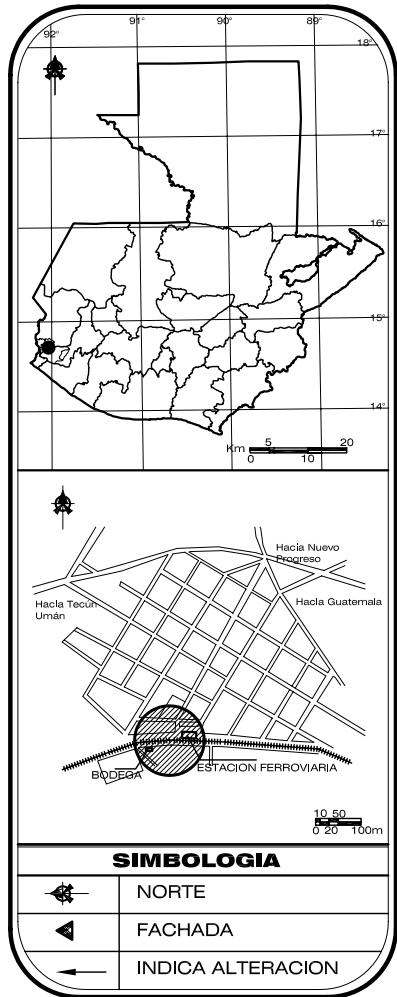 92° 91° 90° 89°
18°
17°
16°
15°
14°
Km 5 20
0 10
Hacia Nuevo
Progreso
Hacia Tecún
Umán
Hacla Guatemala
BODEGA
ESTACION FERROVIARIA
10 50
0 20 100m
SIMBOLOGIA
NORTE
FACHADA
INDICA ALTERACION